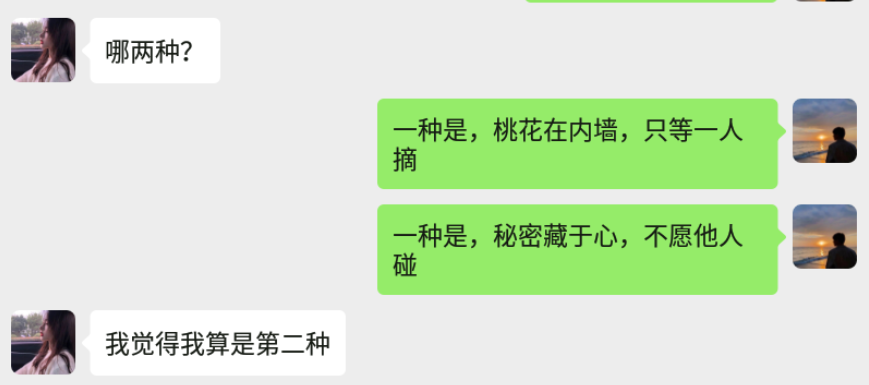 哪两种？
一种是，桃花在内墙，只等一人
摘
一种是，秘密藏于心，不愿他人
碰
我觉得我算是第二种